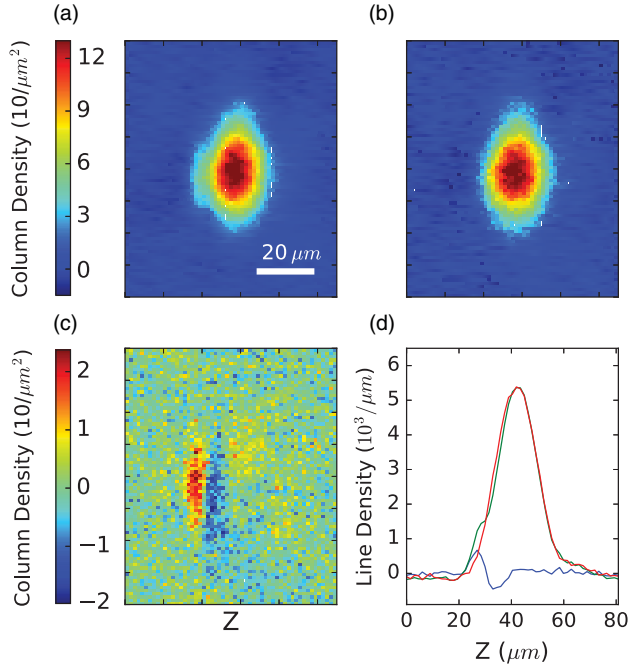 (a)
(b)
Column Density (10/μm²)
12
9
6
3
0
20 μm
(c)
(d)
Column Density (10/μm²)
2
1
0
−1
−2
Z
Line Density (10³/μm)
6
5
4
3
2
1
0
0 20 40 60 80
Z (μm)